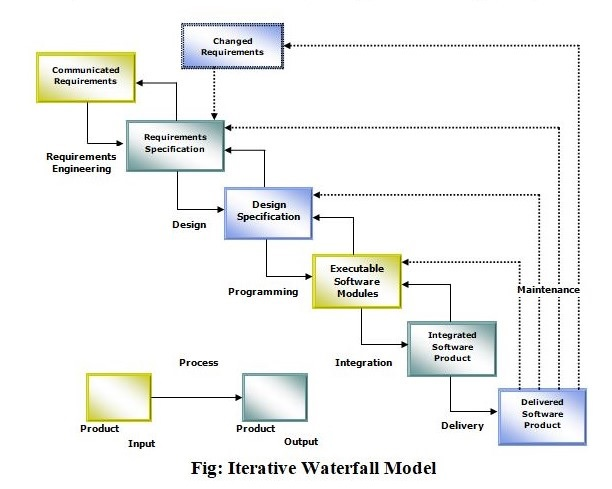 Changed
Requirements
Communicated
Requirements
Requirements
Specification
Requirements
Engineering
Design
Specification
Design
Executable
Software
Modules
Programming
Maintenance
Integrated
Software
Product
Process
Integration
Delivered
Software
Product
Delivery
Product
Input
Product
Output
Fig: Iterative Waterfall Model